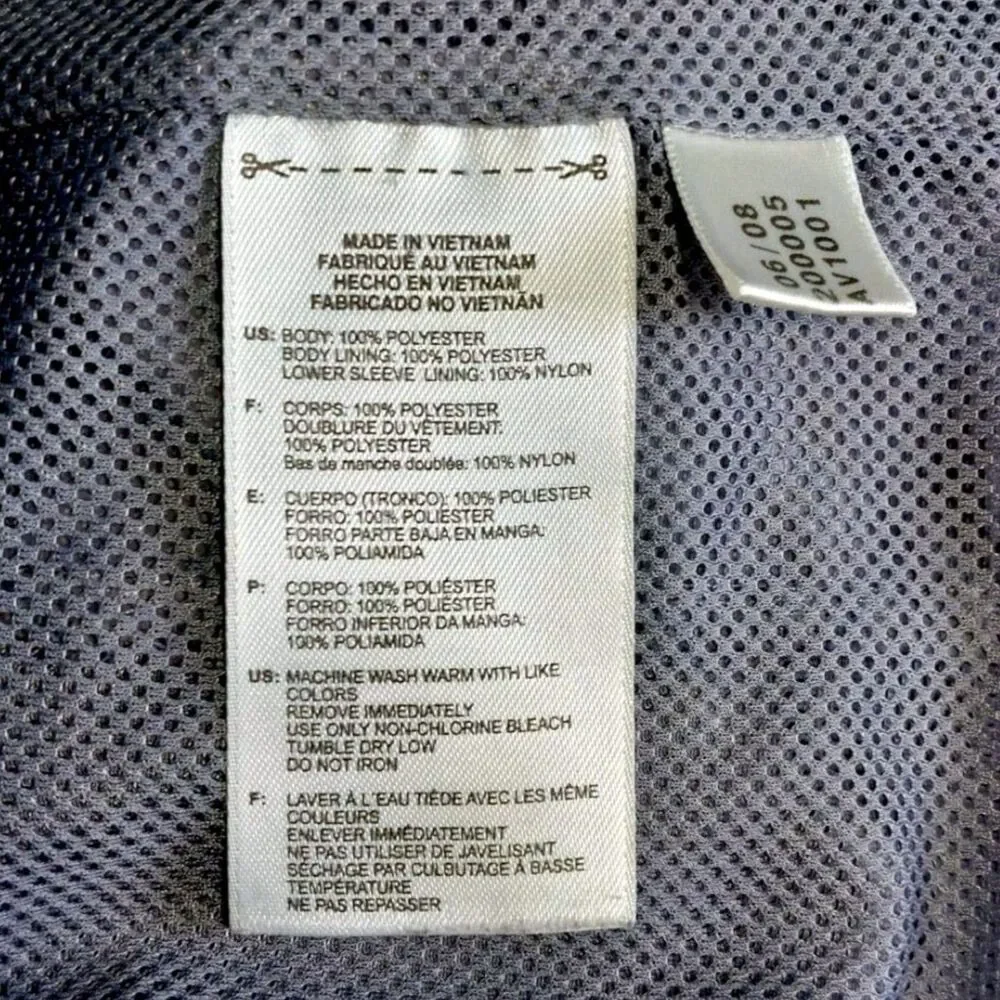 MADE IN VIETNAM
FABRIQUÉ AU VIETNAM
HECHO EN VIETNAM
FABRICADO NO VIETNÃN
US: BODY: 100% POLYESTER
BODY LINING: 100% POLYESTER
LOWER SLEEVE LINING: 100% NYLON
F: CORPS: 100% POLYESTER
DOUBLURE DU VÊTEMENT:
100% POLYESTER
Bas de manche doublée: 100% NYLON
E: CUERPO (TRONCO): 100% POLIESTER
FORRO: 100% POLIESTER
FORRO PARTE BAJA EN MANGA:
100% POLIAMIDA
P: CORPO: 100% POLIÉSTER
FORRO: 100% POLIÉSTER
FORRO INFERIOR DA MANGA:
100% POLIAMIDA
US: MACHINE WASH WARM WITH LIKE
COLORS
REMOVE IMMEDIATELY
USE ONLY NON-CHLORINE BLEACH
TUMBLE DRY LOW
DO NOT IRON
F: LAVER À L'EAU TIÉDE AVEC LES MÊME
COULEURS
ENLEVER IMMÉDIATEMENT
NE PAS UTILISER DE JAVELISANT
SÉCHAGE PAR CULBUTAGE À BASSE
TEMPÉRATURE
NE PAS REPASSER
06/08
200005
AV1001